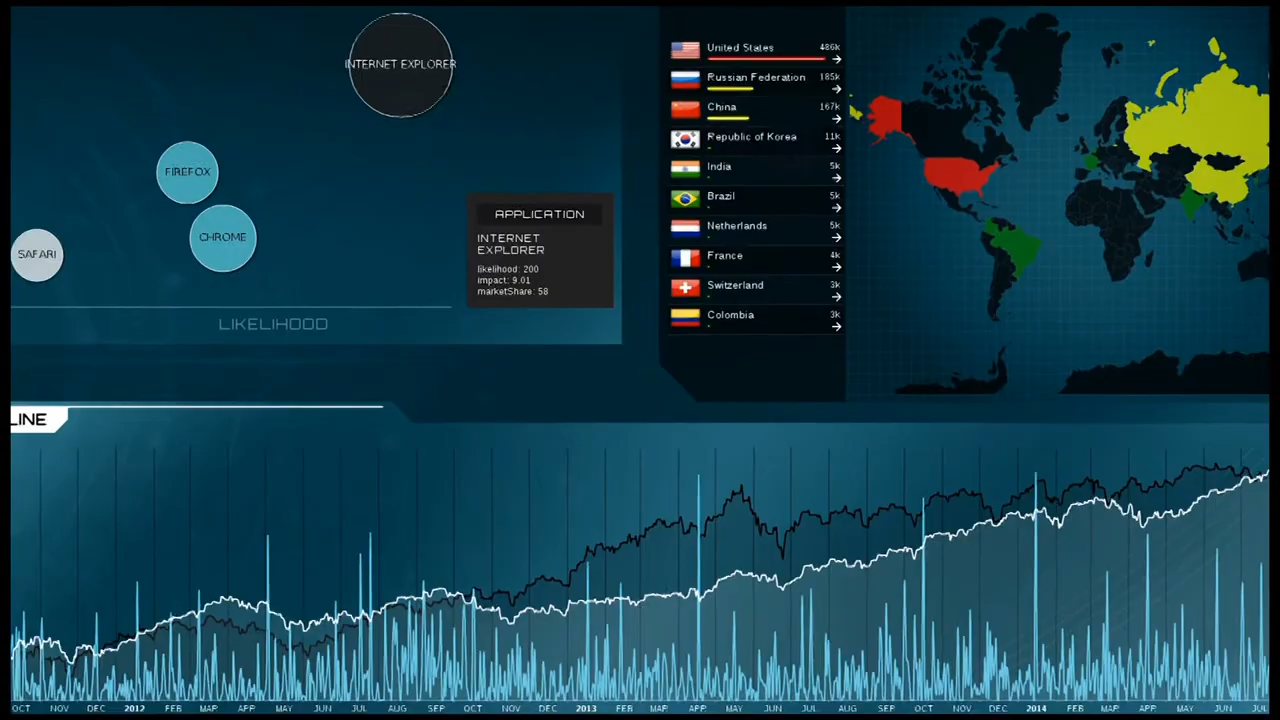 INTERNET EXPLORER
FIREFOX
CHROME
SAFARI
LIKELIHOOD
APPLICATION
INTERNET
EXPLORER
likelihood: 200
impact: 9.01
marketShare: 58
United States 486k
Russian Federation 185k
China 167k
Republic of Korea 11k
India 5k
Brazil 5k
Netherlands 5k
France 4k
Switzerland 3k
Colombia 3k
LINE
OCT NOV DEC 2012 FEB MAR APR MAY JUN JUL AUG SEP OCT NOV DEC 2013 FEB MAR APR MAY JUN JUL AUG SEP OCT NOV DEC 2014 FEB MAR APR MAY JUN JUL